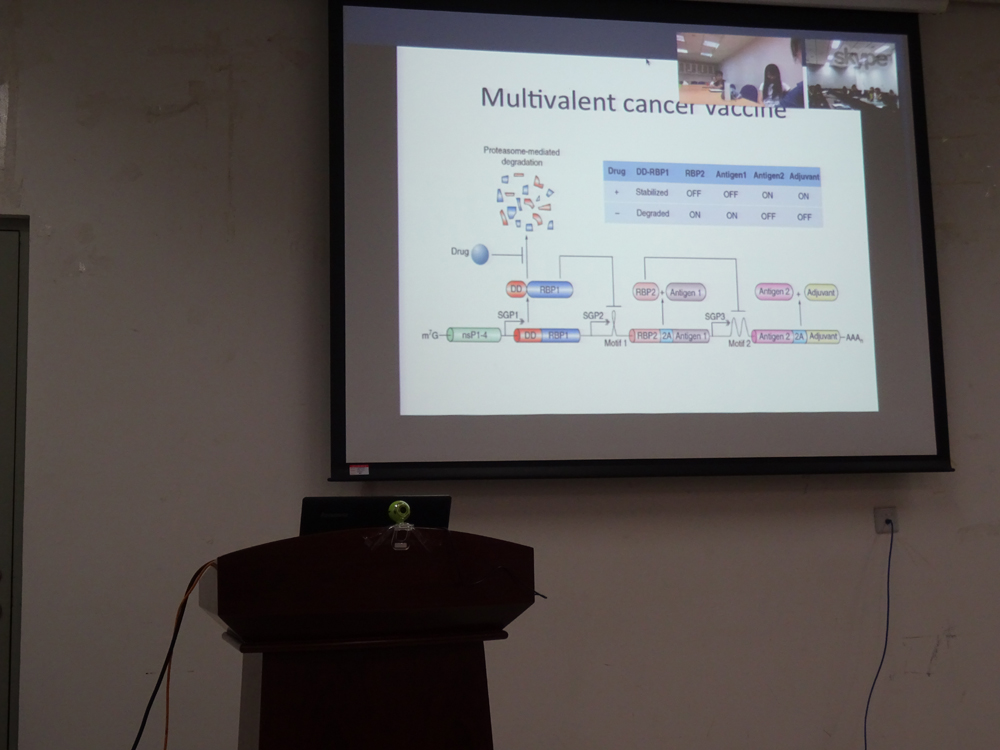 skype
Multivalent cancer vaccine
Proteasome-mediated
degradation
Drug DD-RBP1 RBP2 Antigen1 Antigen2 Adjuvant
+ Stabilized OFF OFF ON ON
− Degraded ON ON OFF OFF
Drug
DD RBP1
RBP2 + Antigen 1
Antigen 2 + Adjuvant
SGP1
SGP2
SGP3
m⁷G nsP1-4 DD RBP1 Motif 1 RBP2 2A Antigen 1 Motif 2 Antigen 2 2A Adjuvant AAAₙ